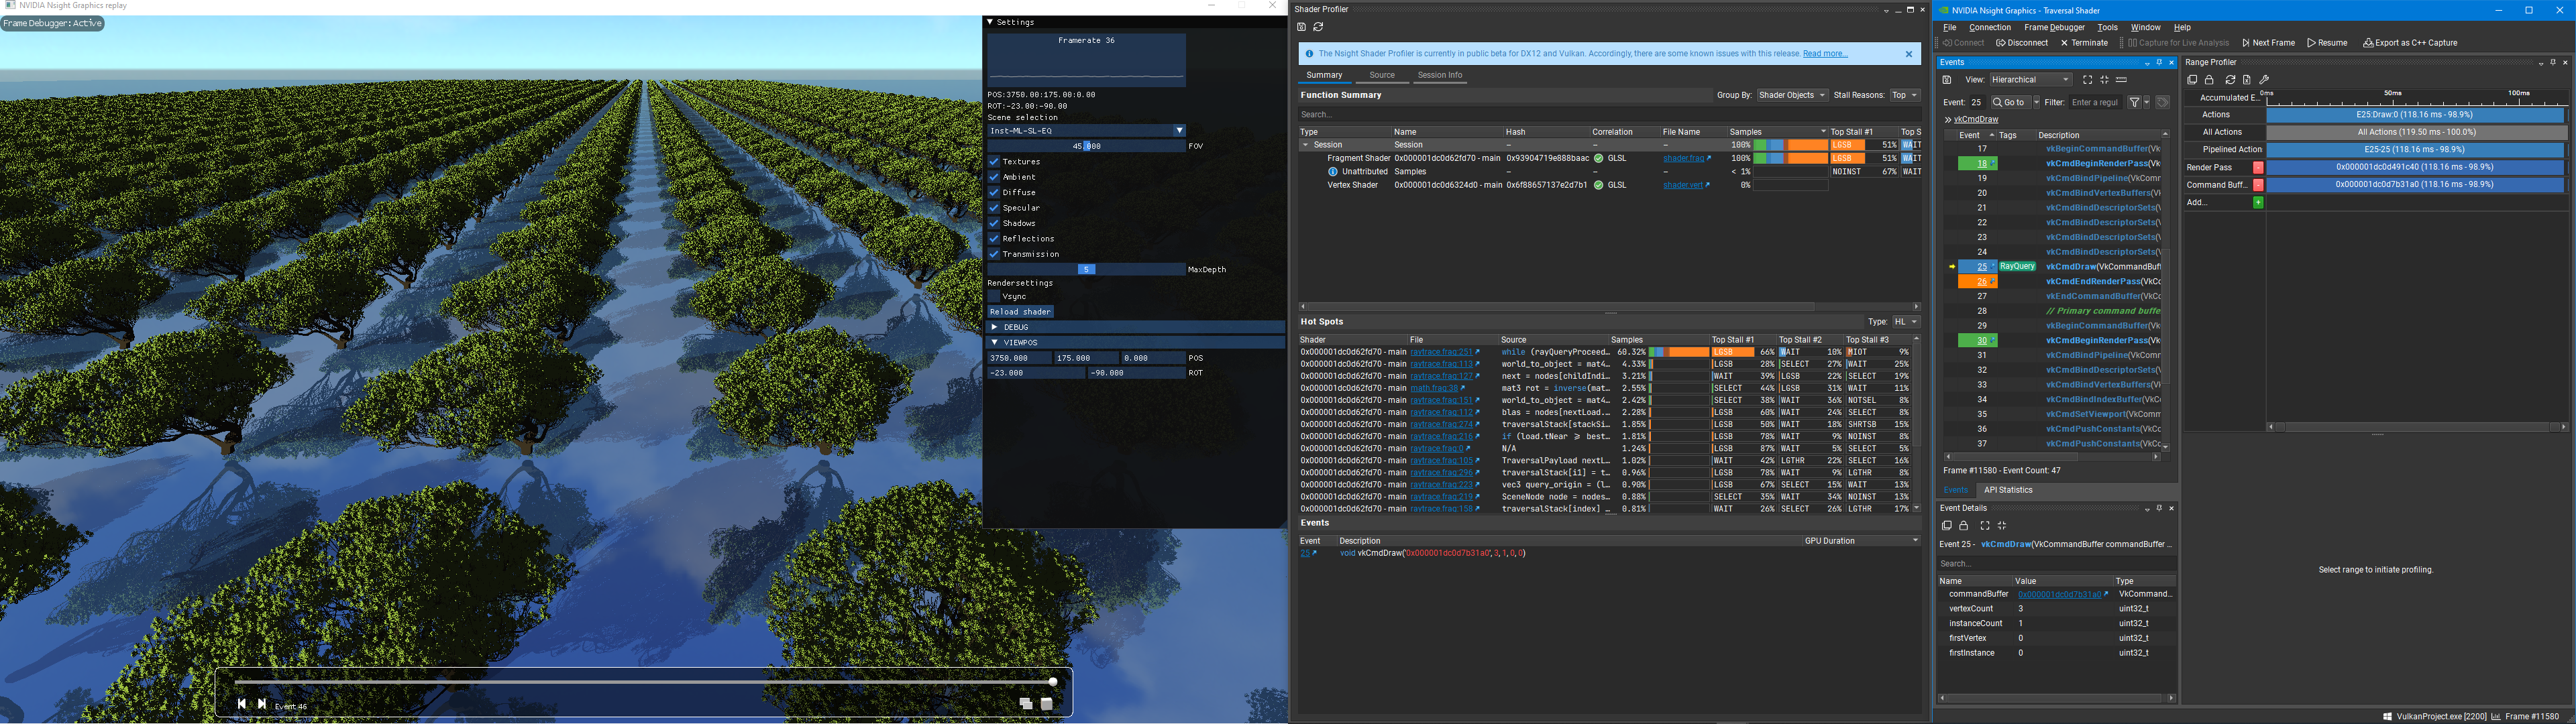 NVIDIA Nsight Graphics replay
Frame Debugger: Active
Settings
Framerate 36
POS:3750.00:175.00:0.00
ROT:-23.00:-98.00
Scene selection
Inst-ML-SL-EQ
45.000 FOV
Textures
Ambient
Diffuse
Specular
Shadows
Reflections
Transmission
5 MaxDepth
Rendersettings
Vsync
Reload shader
DEBUG
VIEWPOS
3750.000 175.000 0.000 POS
-23.000 -98.000 ROT
Event 46
Shader Profiler
The Nsight Shader Profiler is currently in public beta for DX12 and Vulkan. Accordingly, there are some known issues with this release. Read more...
Summary Source Session Info
Function Summary Group By: Shader Objects Stall Reasons: Top
Search...
Type Name Hash Correlation File Name Samples Top Stall #1 Top S
Session Session – – – 100% LGSB 51% WAIT
Fragment Shader 0x000001dc0d62fd70 - main 0x93904719e888baac GLSL shader.frag 100% LGSB 51% WAIT
Unattributed Samples – – – < 1% NOINST 67% WAIT
Vertex Shader 0x000001dc0d6324d0 - main 0x6f88657137e2d7b1 GLSL shader.vert 0%
Hot Spots Type: HL
Shader File Source Samples Top Stall #1 Top Stall #2 Top Stall #3
0x000001dc0d62fd70 - main raytrace.frag:251 while (rayQueryProceed... 60.32% LGSB 66% WAIT 10% MIOT 9%
0x000001dc0d62fd70 - main raytrace.frag:113 world_to_object = mat4... 4.33% LGSB 28% SELECT 27% WAIT 25%
0x000001dc0d62fd70 - main raytrace.frag:127 next = nodes[childIndi... 3.21% WAIT 39% LGSB 22% SELECT 19%
0x000001dc0d62fd70 - main math.frag:38 mat3 rot = inverse(mat... 2.55% SELECT 44% LGSB 31% WAIT 11%
0x000001dc0d62fd70 - main raytrace.frag:151 world_to_object = mat4... 2.42% SELECT 38% WAIT 36% NOTSEL 8%
0x000001dc0d62fd70 - main raytrace.frag:112 blas = nodes[nextLoad.... 2.28% LGSB 60% WAIT 24% SELECT 8%
0x000001dc0d62fd70 - main raytrace.frag:274 traversalStack[stackSi... 1.85% LGSB 50% WAIT 18% SHRTSB 15%
0x000001dc0d62fd70 - main raytrace.frag:216 if (load.tNear >= best... 1.81% LGSB 78% WAIT 9% NOINST 8%
0x000001dc0d62fd70 - main raytrace.frag:0 N/A 1.24% LGSB 87% WAIT 5% SELECT 5%
0x000001dc0d62fd70 - main raytrace.frag:105 TraversalPayload nextL... 1.02% WAIT 42% LGTHR 22% SELECT 16%
0x000001dc0d62fd70 - main raytrace.frag:296 traversalStack[i1] = t... 0.96% LGSB 78% WAIT 9% LGTHR 8%
0x000001dc0d62fd70 - main raytrace.frag:223 vec3 query_origin = (l... 0.90% LGSB 67% SELECT 15% WAIT 13%
0x000001dc0d62fd70 - main raytrace.frag:219 SceneNode node = nodes... 0.88% SELECT 35% WAIT 34% NOINST 13%
0x000001dc0d62fd70 - main raytrace.frag:158 traversalStack[index] ... 0.81% WAIT 26% SELECT 26% LGTHR 17%
Events
Event Description GPU Duration
25 void vkCmdDraw('0x000001dc0d7b31a0', 3, 1, 0, 0)
NVIDIA Nsight Graphics - Traversal Shader
File Connection Frame Debugger Tools Window Help
Connect Disconnect Terminate Capture for Live Analysis Next Frame Resume Export as C++ Capture
Events
View: Hierarchical
Event: 25 Go to Filter: Enter a regul
vkCmdDraw
Event Tags Description
17 vkBeginCommandBuffer(Vk
18 vkCmdBeginRenderPass(VkC
19 vkCmdBindPipeline(VkComm
20 vkCmdBindVertexBuffers(V
21 vkCmdBindDescriptorSets(V
22 vkCmdBindDescriptorSets(V
23 vkCmdBindDescriptorSets(V
24 vkCmdBindDescriptorSets(V
25 RayQuery vkCmdDraw(VkCommandBuff
26 vkCmdEndRenderPass(VkCo
27 vkEndCommandBuffer(VkCo
28 // Primary command buffe
29 vkBeginCommandBuffer(Vk
30 vkCmdBeginRenderPass(VkC
31 vkCmdBindPipeline(VkComm
32 vkCmdBindDescriptorSets(V
33 vkCmdBindVertexBuffers(V
34 vkCmdBindIndexBuffer(VkC
35 vkCmdSetViewport(VkComm
36 vkCmdPushConstants(VkCo
37 vkCmdPushConstants(VkCo
Frame #11580 - Event Count: 47
Events API Statistics
Event Details
Event 25 - vkCmdDraw(VkCommandBuffer commandBuffer ...
Search...
Name Value Type
commandBuffer 0x000001dc0d7b31a0 VkCommand...
vertexCount 3 uint32_t
instanceCount 1 uint32_t
firstVertex 0 uint32_t
firstInstance 0 uint32_t
Range Profiler
0ms 50ms 100ms
Accumulated E...
Actions E25:Draw:0 (118.16 ms - 98.9%)
All Actions All Actions (119.50 ms - 100.0%)
Pipelined Action E25-25 (118.16 ms - 98.9%)
Render Pass 0x000001dc0d491c40 (118.16 ms - 98.9%)
Command Buff... 0x000001dc0d7b31a0 (118.16 ms - 98.9%)
Add...
Select range to initiate profiling.
VulkanProject.exe [2200] Frame #11580